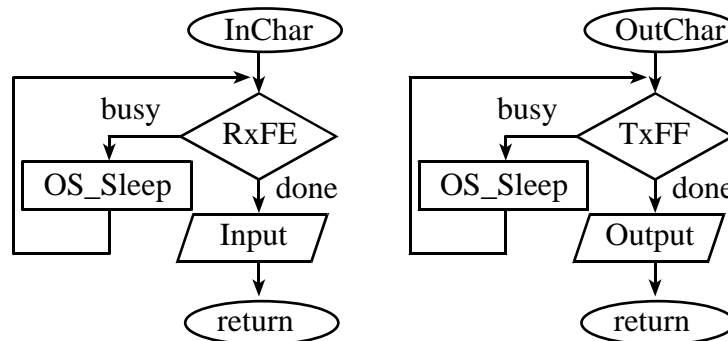 InChar
busy
RxFE
OS_Sleep
done
Input
return
OutChar
busy
TxFF
OS_Sleep
done
Output
return